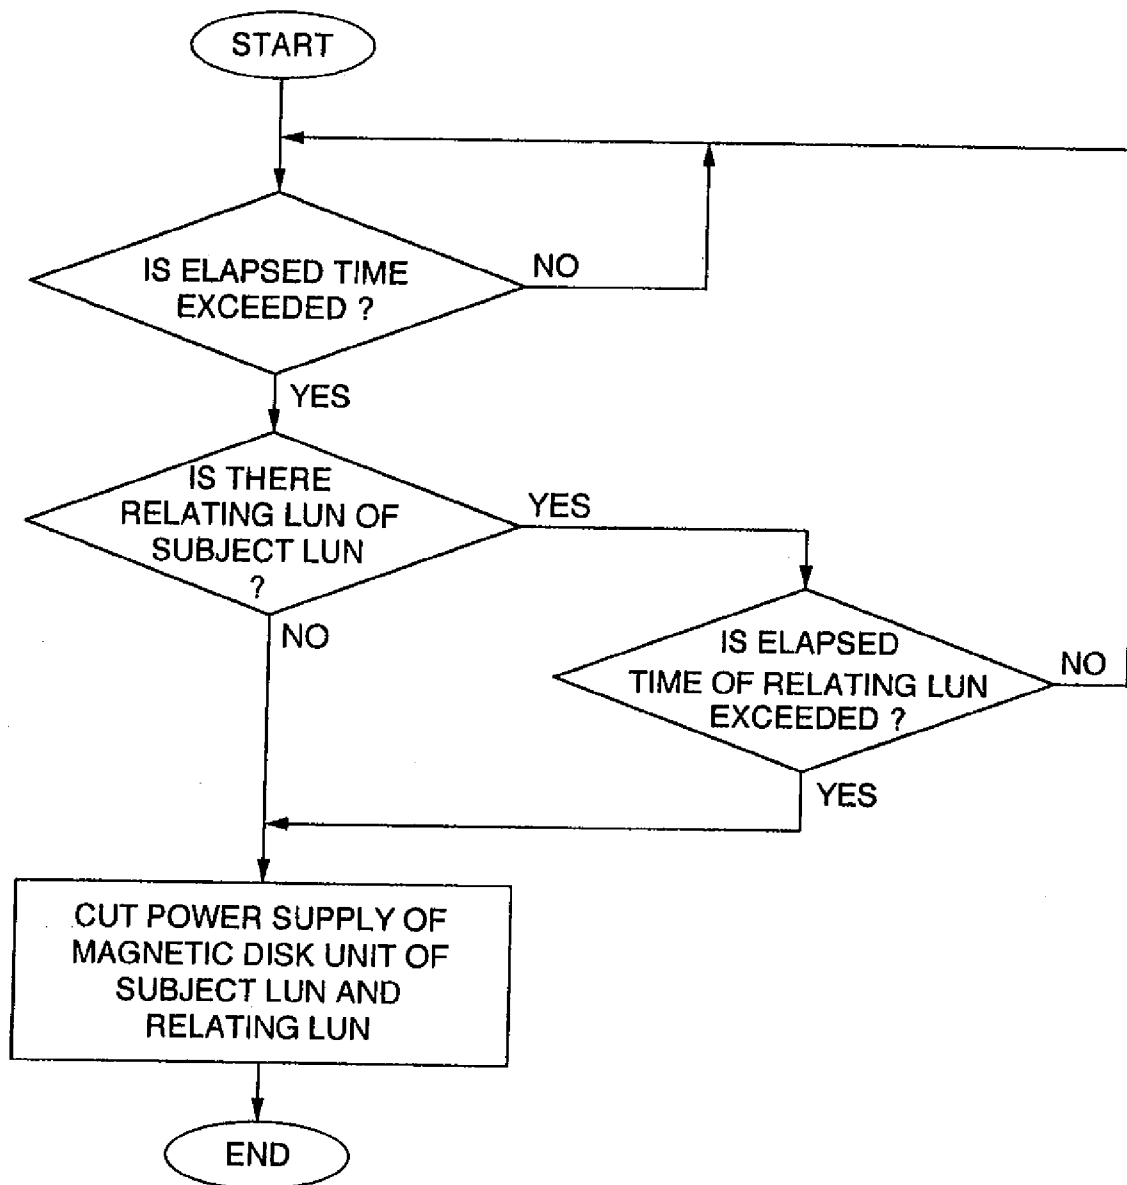 START
IS ELAPSED TIME
EXCEEDED ?
NO
YES
IS THERE
RELATING LUN OF
SUBJECT LUN
?
YES
NO
IS ELAPSED
TIME OF RELATING LUN
EXCEEDED ?
NO
YES
CUT POWER SUPPLY OF
MAGNETIC DISK UNIT OF
SUBJECT LUN AND
RELATING LUN
END